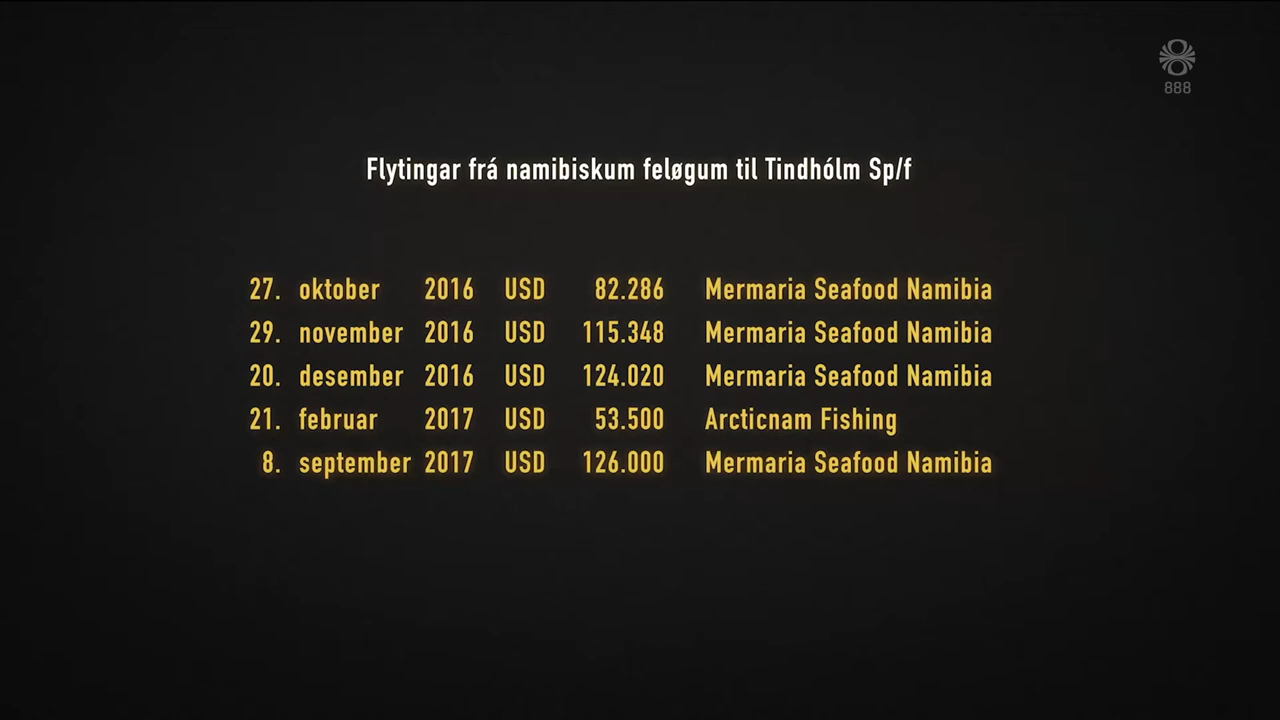 888
Flytingar frá namibiskum feløgum til Tindhólm Sp/f
27. oktober 2016 USD 82.286 Mermaria Seafood Namibia
29. november 2016 USD 115.348 Mermaria Seafood Namibia
20. desember 2016 USD 124.020 Mermaria Seafood Namibia
21. februar 2017 USD 53.500 Arcticnam Fishing
8. september 2017 USD 126.000 Mermaria Seafood Namibia